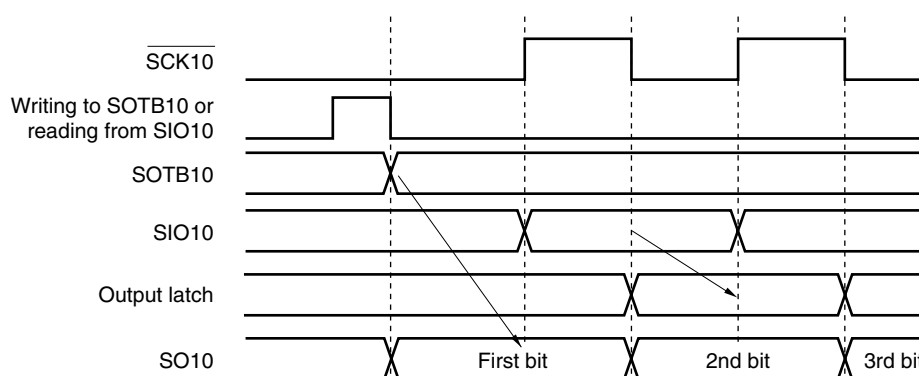 SCK10
Writing to SOTB10 or
reading from SIO10
SOTB10
SIO10
Output latch
SO10 First bit 2nd bit 3rd bit